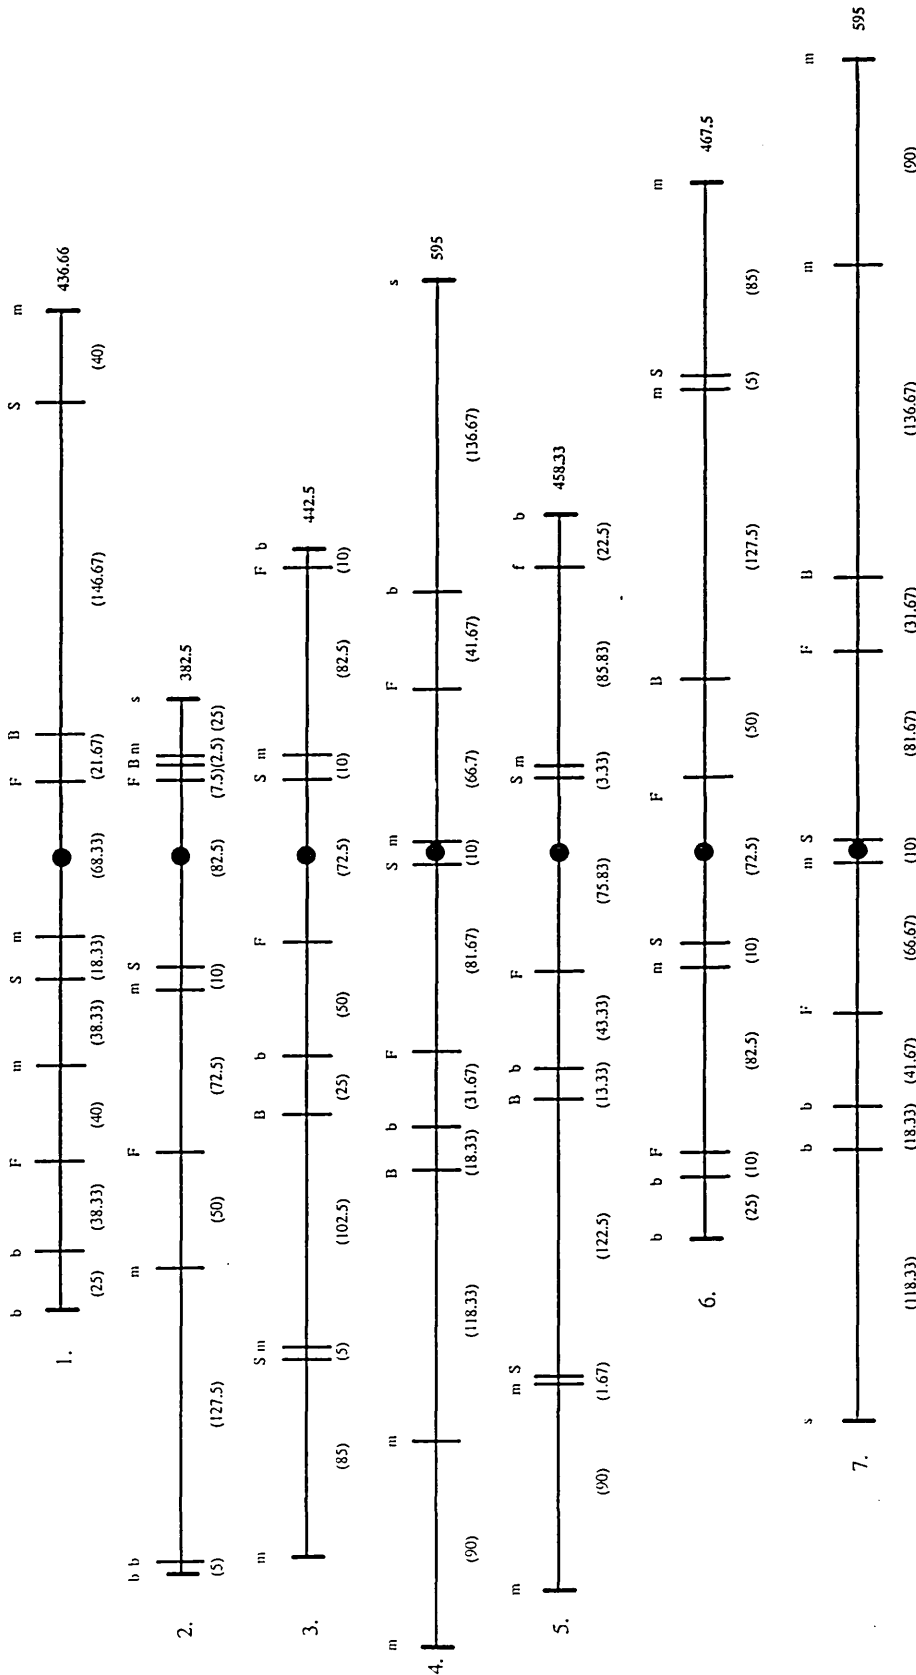 b b F m S m F B S m
1. 436.66
(25) (38.33) (40) (38.33) (18.33) (68.33) (21.67) (146.67) (40)
b b m F m S F B m s
2. 382.5
(5) (127.5) (50) (72.5) (10) (82.5) (7.5) (2.5) (25)
m S m B b F S m F b
3. 442.5
(85) (5) (102.5) (25) (50) (72.5) (10) (82.5) (10)
m m B b F S m F b s
4. 595
(90) (118.33) (18.33) (31.67) (81.67) (10) (66.7) (41.67) (136.67)
m m S B b F S m f b
5. 458.33
(90) (1.67) (122.5) (13.33) (43.33) (75.83) (3.33) (85.83) (22.5)
b b F m S F B m S m
6. 467.5
(25) (10) (82.5) (10) (72.5) (50) (127.5) (5) (85)
s b b F m S F B m m
7. 595
(118.33) (18.33) (41.67) (66.67) (10) (81.67) (31.67) (136.67) (90)